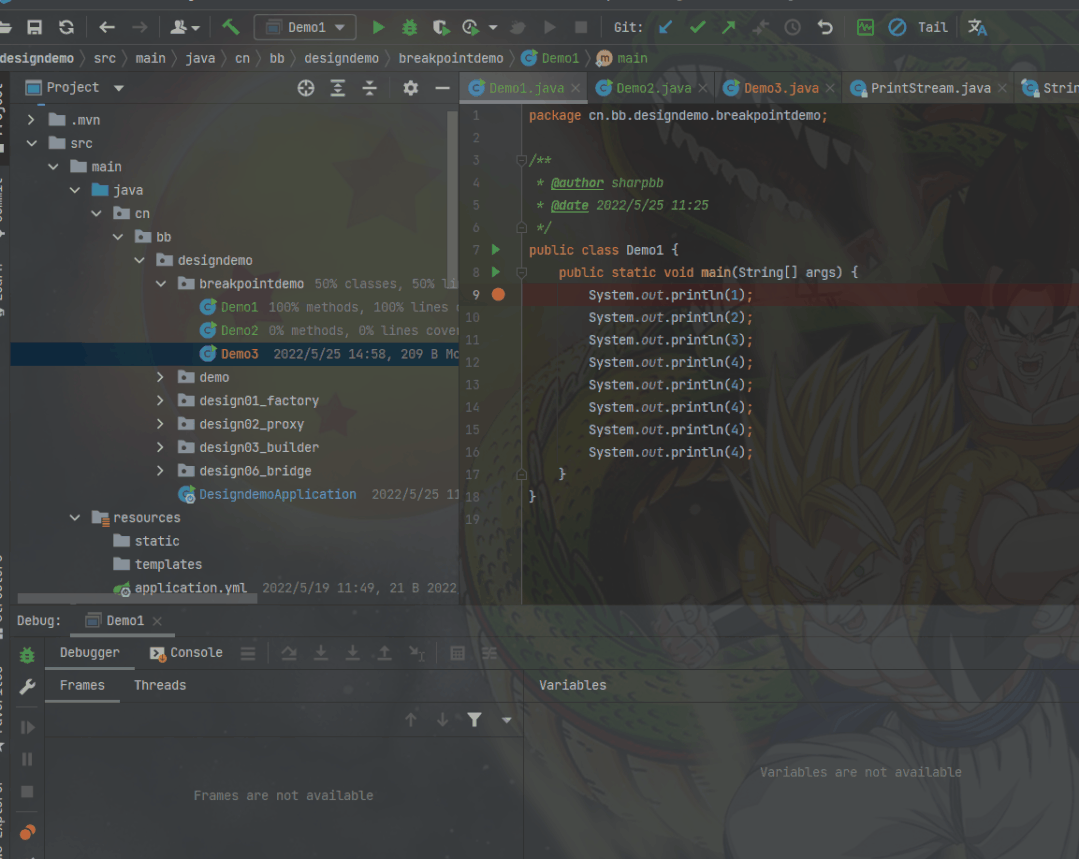 Demo1
Git:
Tail
designdemo
src
main
java
cn
bb
designdemo
breakpointdemo
Demo1
main
Project
Demo1.java
Demo2.java
Demo3.java
PrintStream.java
.mvn
src
main
java
cn
bb
designdemo
breakpointdemo 50% classes, 50%
Demo1 100% methods, 100% lines
Demo2 0% methods, 0% lines
Demo3 2022/5/25 14:58, 209 B
demo
design01_factory
design02_proxy
design03_builder
design06_bridge
DesigndemoApplication 2022/5/25
resources
static
templates
application.yml 2022/5/19 11:49, 21 B 2022
1 package cn.bb.designdemo.breakpointdemo;
2
3 /**
4 * @author sharpbb
5 * @date 2022/5/25 11:25
6 */
7 public class Demo1 {
8 public static void main(String[] args) {
9 System.out.println(1);
10 System.out.println(2);
11 System.out.println(3);
12 System.out.println(4);
13 System.out.println(4);
14 System.out.println(4);
15 System.out.println(4);
16 System.out.println(4);
17 }
18 }
19
Debug:
Demo1
Debugger
Console
Frames
Threads
Variables
Frames are not available
Variables are not available